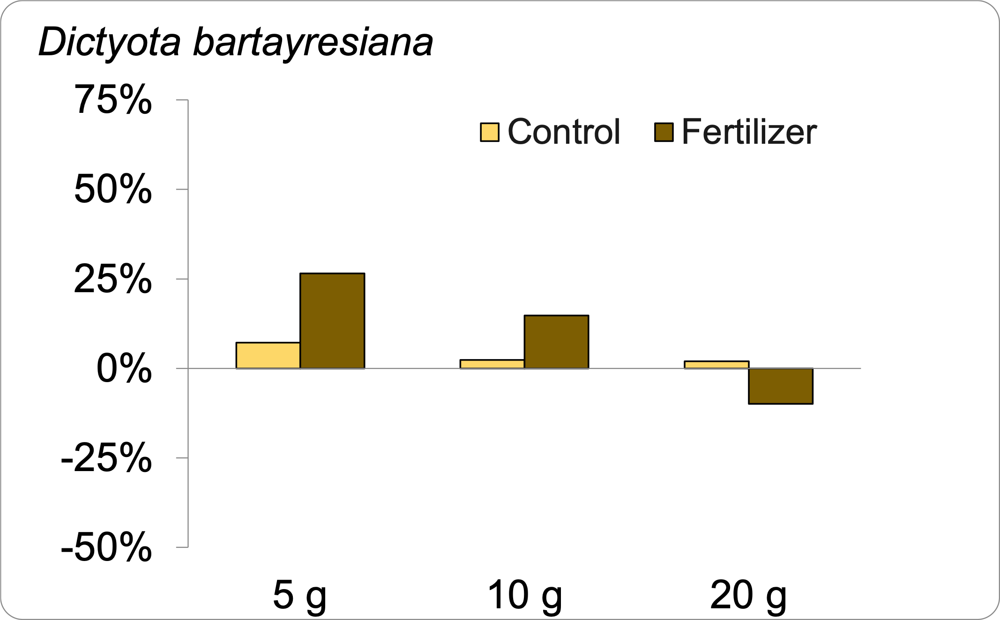 Dictyota bartayresiana
75%
Control Fertilizer
50%
25%
0%
-25%
-50%
5 g 10 g 20 g